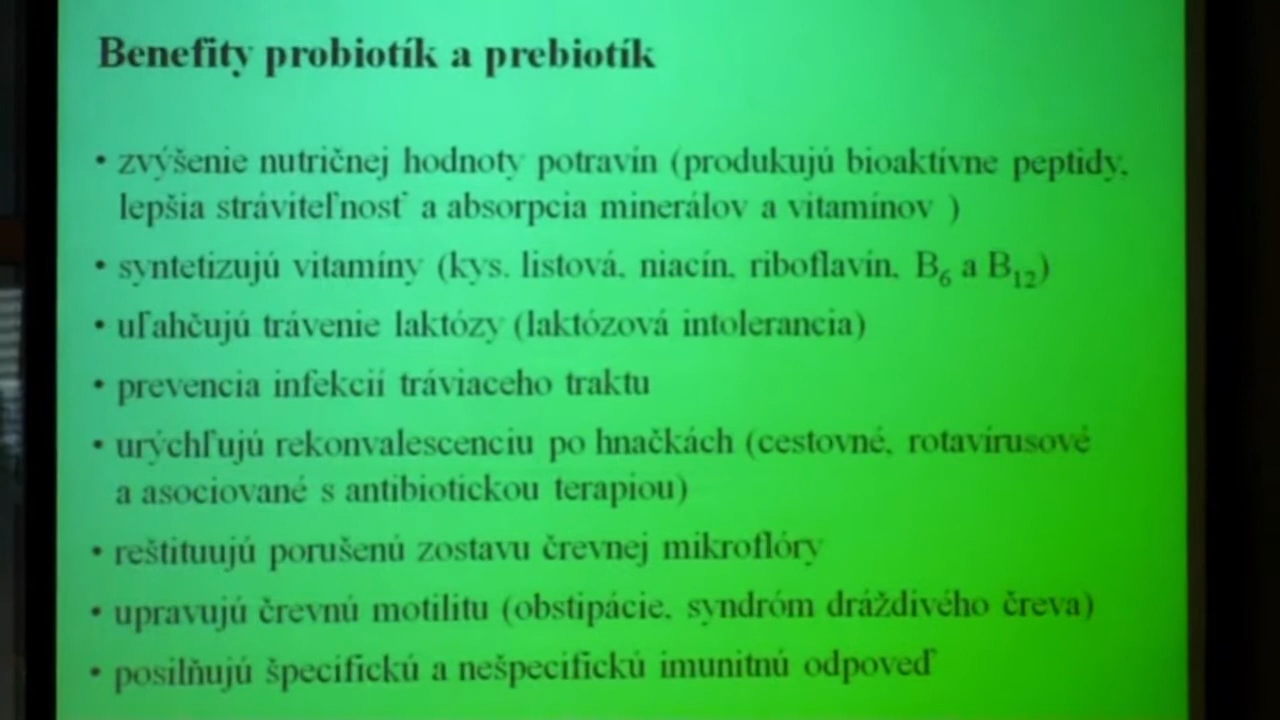 Benefity probiotík a prebiotík
• zvýšenie nutričnej hodnoty potravín (produkujú bioaktívne peptidy,
lepšia stráviteľnosť a absorpcia minerálov a vitamínov )
• syntetizujú vitamíny (kys. listová, niacín, riboflavín, B₆ a B₁₂)
• uľahčujú trávenie laktózy (laktózová intolerancia)
• prevencia infekcií tráviaceho traktu
• urýchľujú rekonvalescenciu po hnačkách (cestovné, rotavírusové
a asociované s antibiotickou terapiou)
• reštituujú porušenú zostavu črevnej mikroflóry
• upravujú črevnú motilitu (obstipácie, syndróm dráždivého čreva)
• posilňujú špecifickú a nešpecifickú imunitnú odpoveď